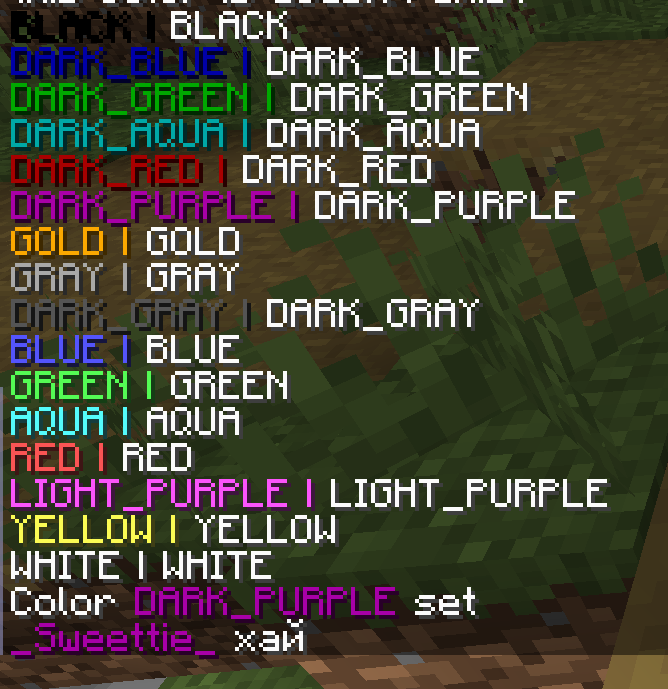 BLACK | BLACK
DARK_BLUE | DARK_BLUE
DARK_GREEN | DARK_GREEN
DARK_AQUA | DARK_AQUA
DARK_RED | DARK_RED
DARK_PURPLE | DARK_PURPLE
GOLD | GOLD
GRAY | GRAY
DARK_GRAY | DARK_GRAY
BLUE | BLUE
GREEN | GREEN
AQUA | AQUA
RED | RED
LIGHT_PURPLE | LIGHT_PURPLE
YELLOW | YELLOW
WHITE | WHITE
Color DARK_PURPLE set
_Sweettie_ хай